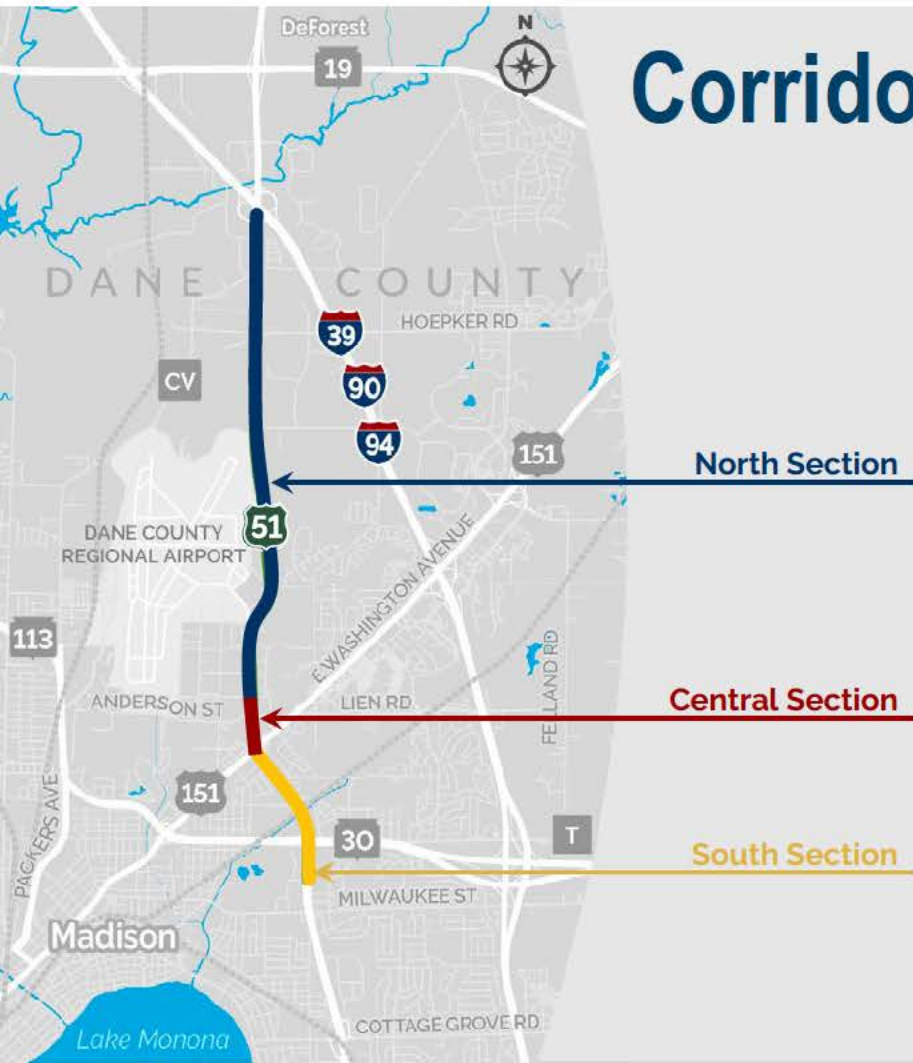 DeForest
N
19
Corrido
DANE COUNTY
HOEPKER RD
39
90
CV
94
151
North Section
51
DANE COUNTY
REGIONAL AIRPORT
E WASHINGTON AVENUE
113
FELLAND RD
ANDERSON ST
LIEN RD
Central Section
151
PACKERS AVE
30
T
South Section
MILWAUKEE ST
Madison
COTTAGE GROVE RD
Lake Monona